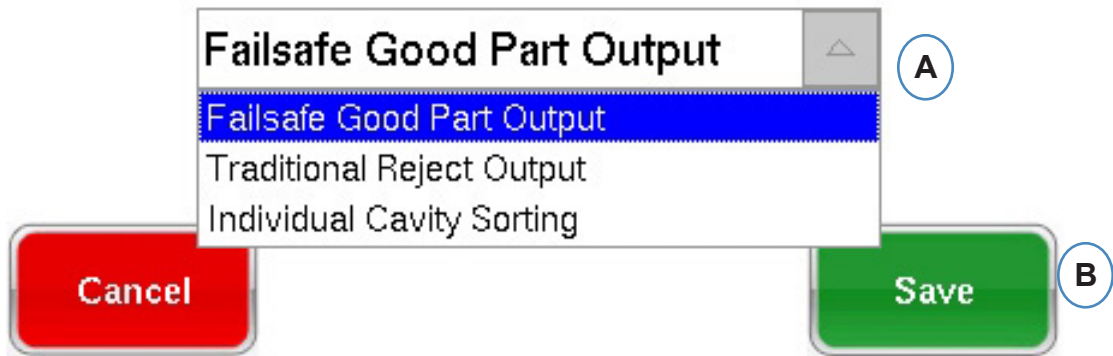 Failsafe Good Part Output
A
Failsafe Good Part Output
Traditional Reject Output
Individual Cavity Sorting
Cancel
Save
B